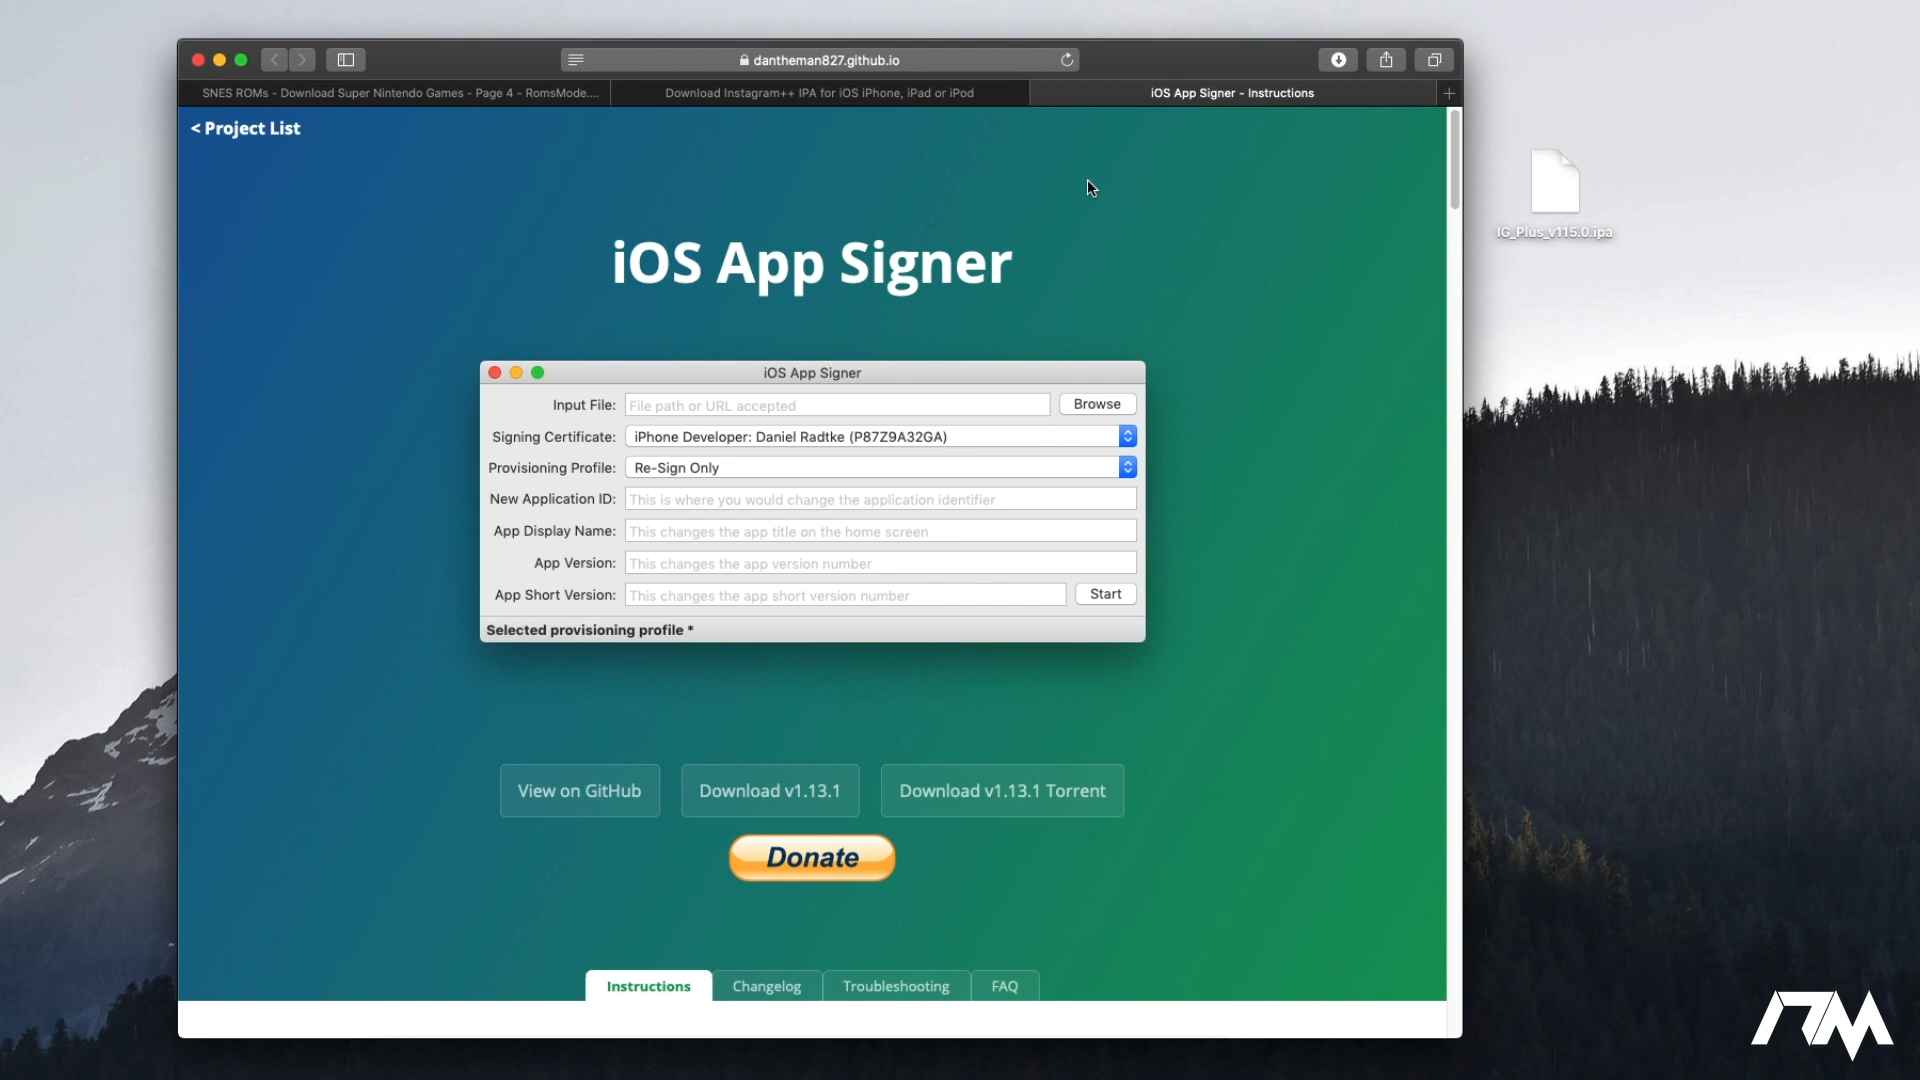 dantheman827.github.io
SNES ROMs - Download Super Nintendo Games - Page 4 - RomsMode....
Download Instagram++ IPA for iOS iPhone, iPad or iPod
iOS App Signer - Instructions
< Project List
IG_Plus_v115.0.ipa
iOS App Signer
iOS App Signer
Input File: File path or URL accepted Browse
Signing Certificate: iPhone Developer: Daniel Radtke (P87Z9A32GA)
Provisioning Profile: Re-Sign Only
New Application ID: This is where you would change the application identifier
App Display Name: This changes the app title on the home screen
App Version: This changes the app version number
App Short Version: This changes the app short version number Start
Selected provisioning profile *
View on GitHub
Download v1.13.1
Download v1.13.1 Torrent
Donate
Instructions
Changelog
Troubleshooting
FAQ